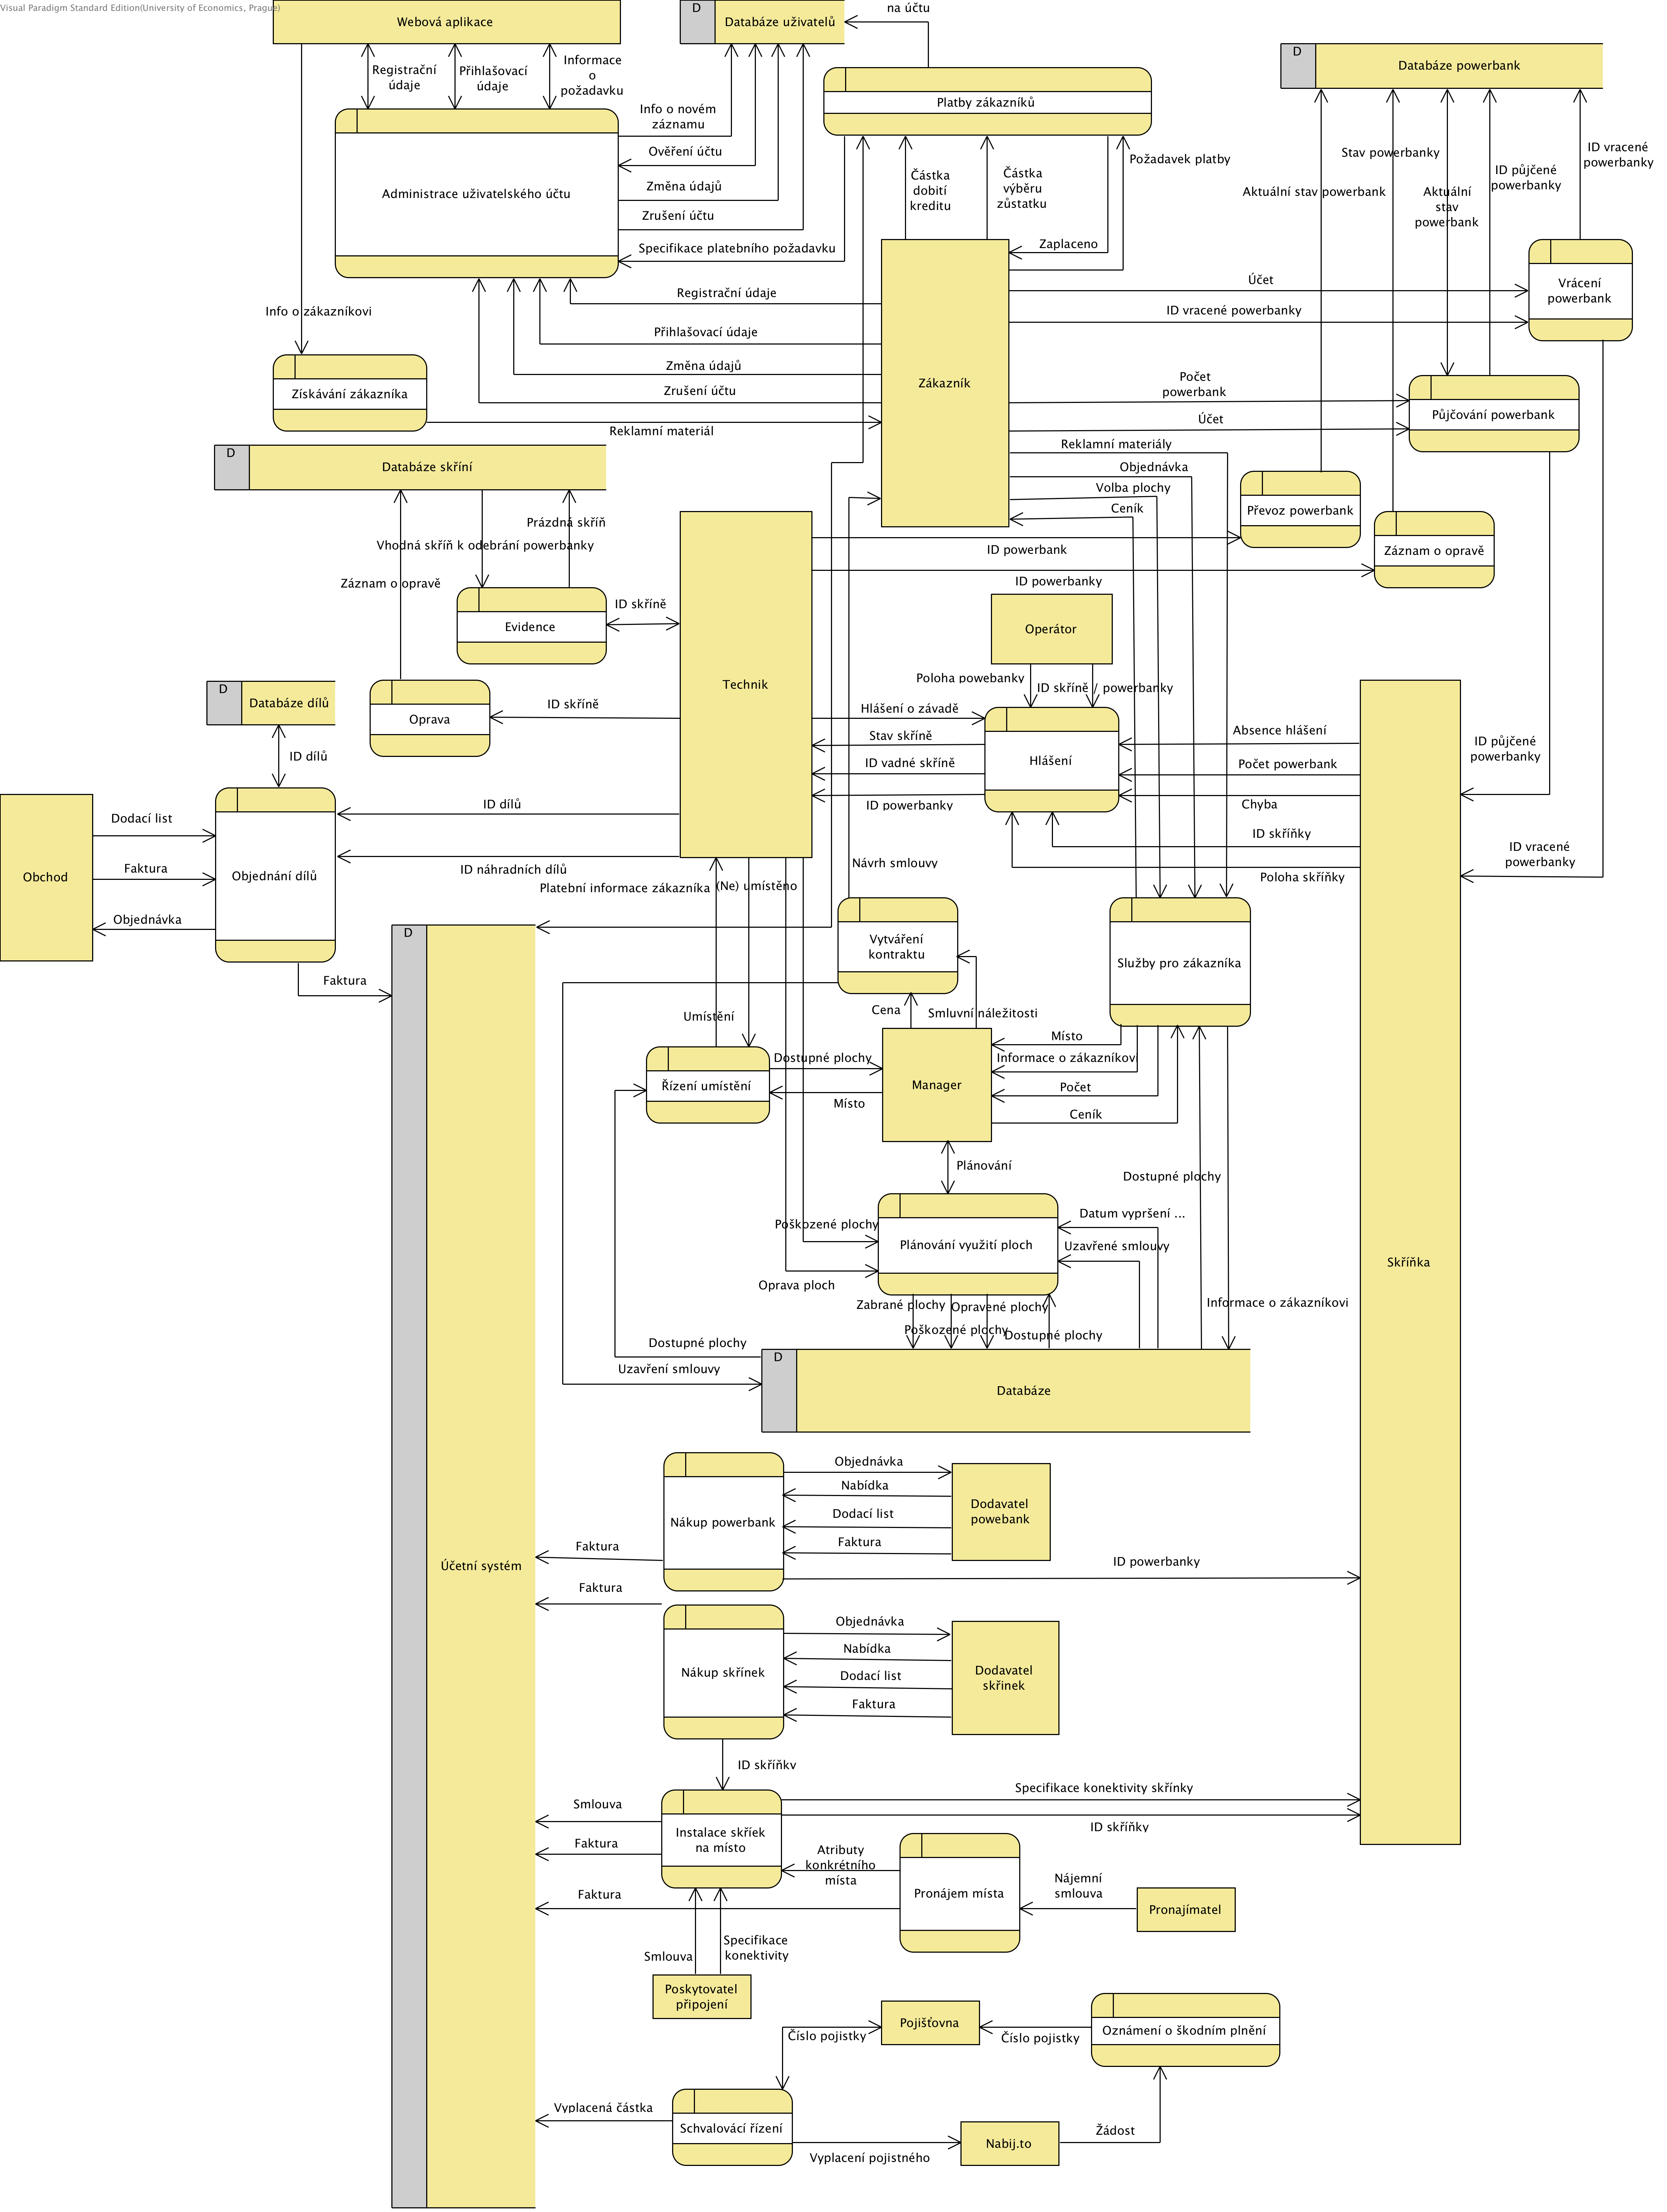 Visual Paradigm Standard Edition(University of Economics, Prague)
Webová aplikace
D
Databáze uživatelů
na účtu
D
Databáze powerbank
Registrační
údaje
Přihlašovací
údaje
Informace
o
požadavku
Platby zákazníků
Info o novém
záznamu
Ověření účtu
Změna údajů
Zrušení účtu
Specifikace platebního požadavku
Administrace uživatelského účtu
Částka
dobití
kreditu
Částka
výběru
zůstatku
Požadavek platby
Zaplaceno
Stav powerbanky
Aktuální stav powerbank
Aktuální
stav
powerbank
ID půjčené
powerbanky
ID vracené
powerbanky
Účet
ID vracené powerbanky
Vrácení
powerbank
Registrační údaje
Přihlašovací údaje
Změna údajů
Zrušení účtu
Info o zákazníkovi
Získávání zákazníka
Reklamní materiál
Zákazník
Počet
powerbank
Účet
Půjčování powerbank
Reklamní materiály
Objednávka
Volba plochy
Ceník
D
Databáze skříní
Prázdná skříň
Vhodná skříň k odebrání powerbanky
Záznam o opravě
Převoz powerbank
Záznam o opravě
ID powerbank
ID powerbanky
Evidence
ID skříně
Technik
Operátor
Poloha powebanky
ID skříně / powerbanky
D
Databáze dílů
Oprava
ID skříně
ID dílů
Hlášení o závadě
Stav skříně
ID vadné skříně
ID powerbanky
Hlášení
Absence hlášení
Počet powerbank
Chyba
ID skříňky
Poloha skříňky
ID půjčené
powerbanky
ID vracené
powerbanky
Obchod
Dodací list
Faktura
Objednávka
Objednání dílů
ID dílů
ID náhradních dílů
Faktura
Platební informace zákazníka
(Ne) umístěno
Návrh smlouvy
D
Účetní systém
Vytváření
kontraktu
Služby pro zákazníka
Cena
Smluvní náležitosti
Umístění
Řízení umístění
Dostupné plochy
Místo
Manager
Místo
Informace o zákazníkovi
Počet
Ceník
Plánování
Dostupné plochy
Poškozené plochy
Oprava ploch
Plánování využití ploch
Datum vypršení ...
Uzavřené smlouvy
Zabrané plochy
Opravené plochy
Poškozené plochy
Dostupné plochy
Informace o zákazníkovi
Skříňka
Dostupné plochy
Uzavření smlouvy
D
Databáze
Nákup powerbank
Objednávka
Nabídka
Dodací list
Faktura
Dodavatel
powebank
Faktura
ID powerbanky
Faktura
Nákup skřínek
Objednávka
Nabídka
Dodací list
Faktura
Dodavatel
skřinek
ID skříňky
Smlouva
Faktura
Instalace skřiek
na místo
Specifikace konektivity skřínky
ID skříňky
Atributy
konkrétního
místa
Faktura
Pronájem místa
Nájemní
smlouva
Pronajímatel
Smlouva
Specifikace
konektivity
Poskytovatel
připojení
Číslo pojistky
Pojišťovna
Číslo pojistky
Oznámení o škodním plnění
Vyplacená částka
Schvalovácí řízení
Vyplacení pojistného
Nabij.to
Žádost